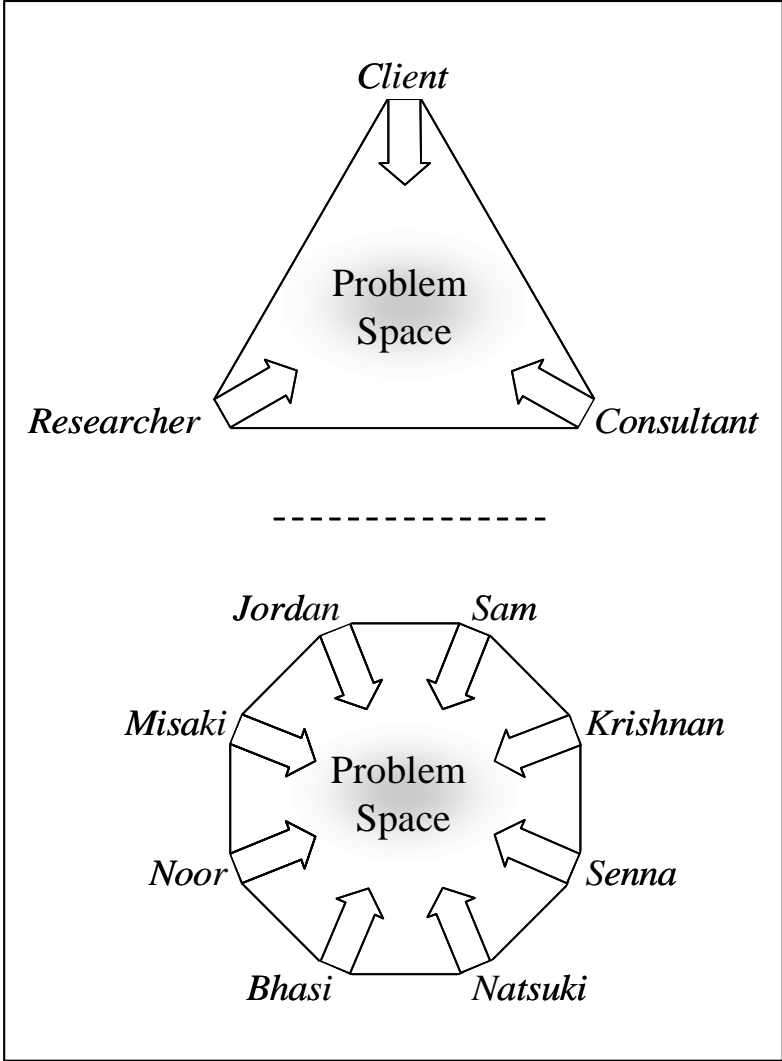 Client
Problem
Space
Researcher
Consultant
Jordan
Sam
Misaki
Krishnan
Problem
Space
Noor
Senna
Bhasi
Natsuki